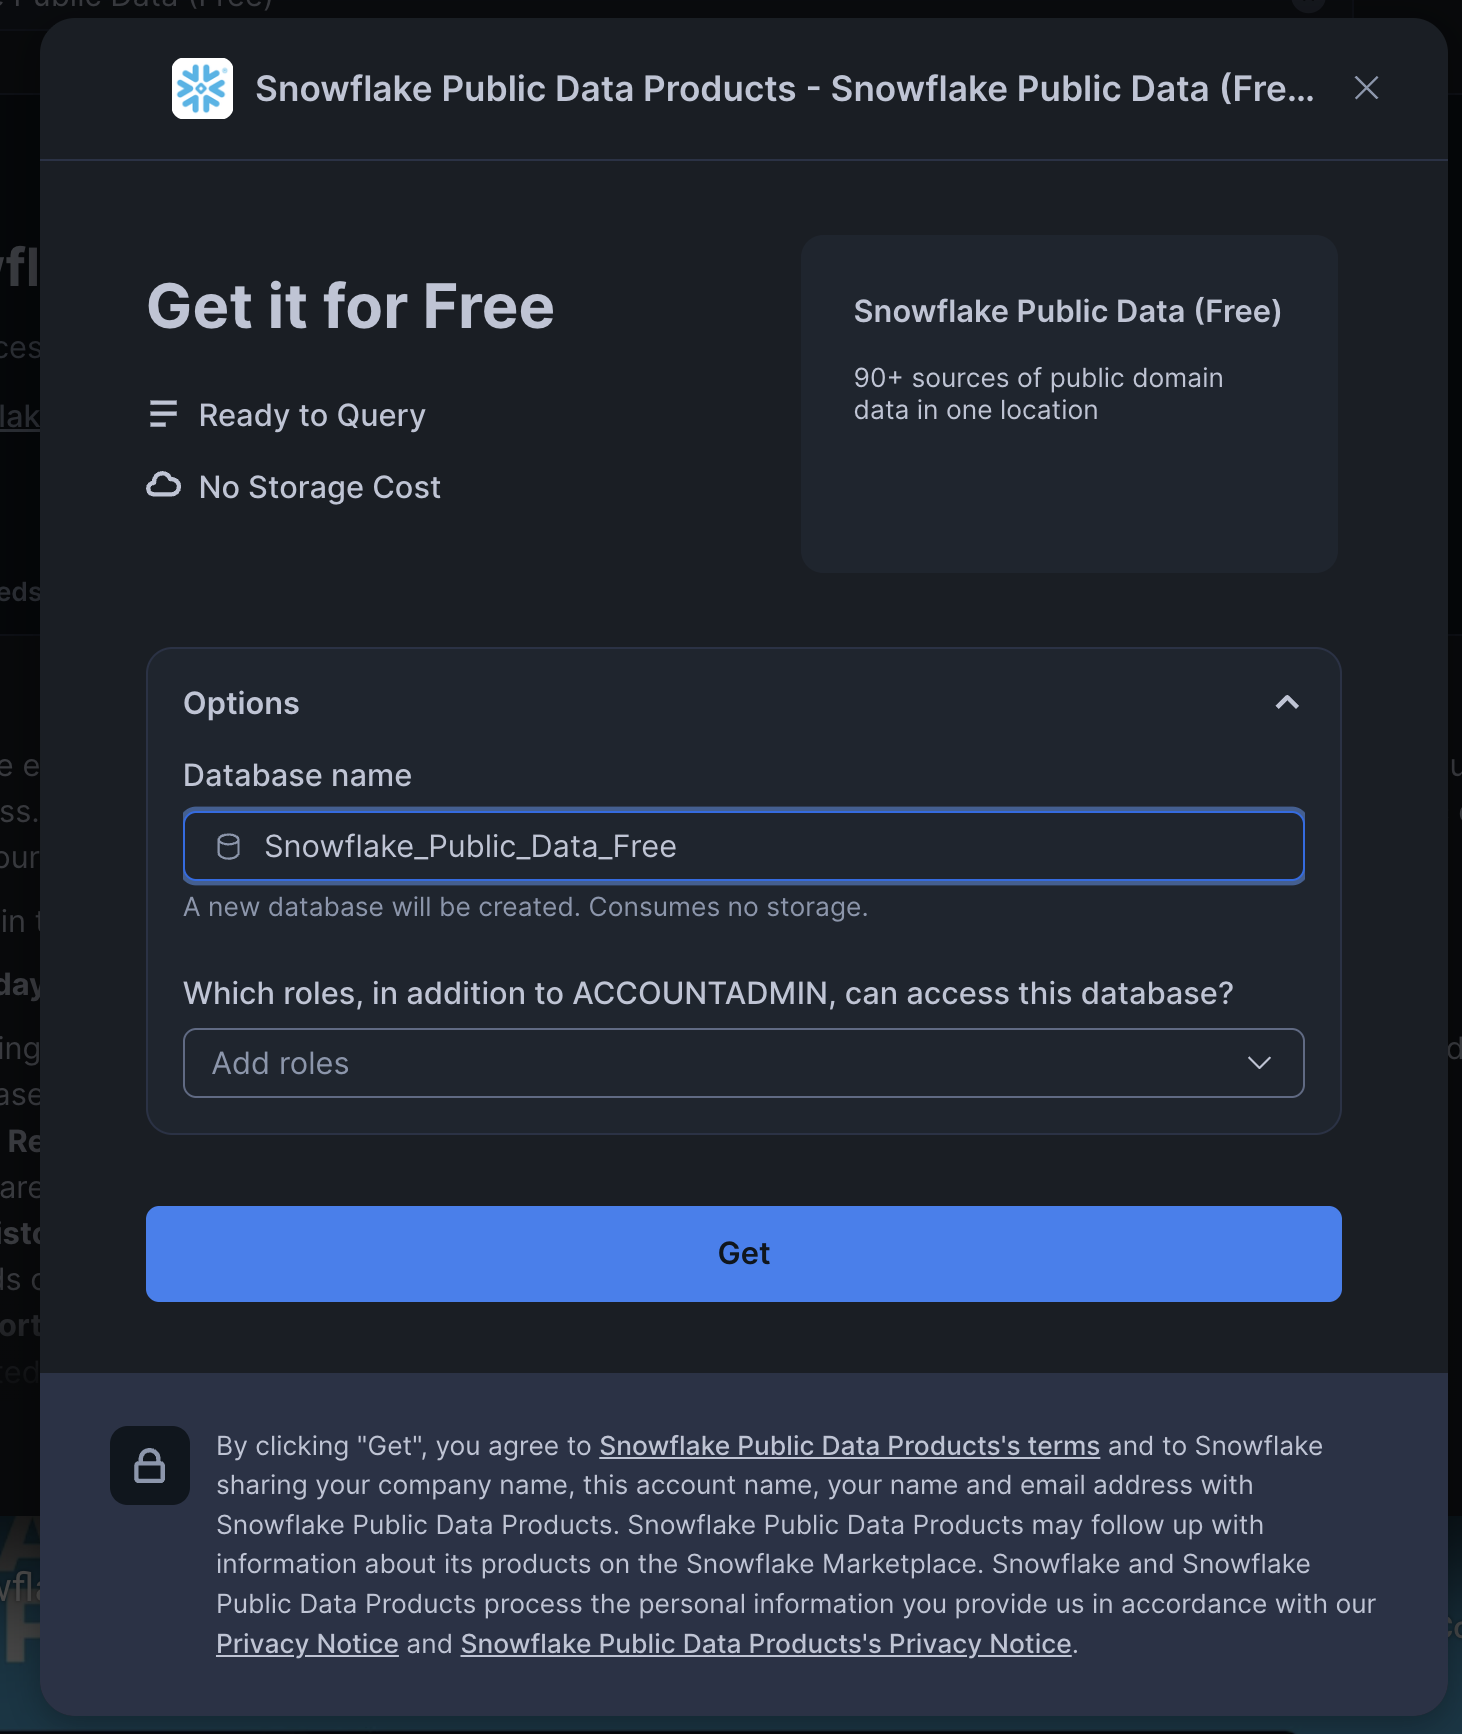 Public Data (Free)
Snowflake Public Data Products - Snowflake Public Data (Fre...
Get it for Free
Ready to Query
No Storage Cost
Snowflake Public Data (Free)
90+ sources of public domain
data in one location
Options
Database name
Snowflake_Public_Data_Free
A new database will be created. Consumes no storage.
Which roles, in addition to ACCOUNTADMIN, can access this database?
Add roles
Get
By clicking "Get", you agree to Snowflake Public Data Products's terms and to Snowflake
sharing your company name, this account name, your name and email address with
Snowflake Public Data Products. Snowflake Public Data Products may follow up with
information about its products on the Snowflake Marketplace. Snowflake and Snowflake
Public Data Products process the personal information you provide us in accordance with our
Privacy Notice and Snowflake Public Data Products's Privacy Notice.